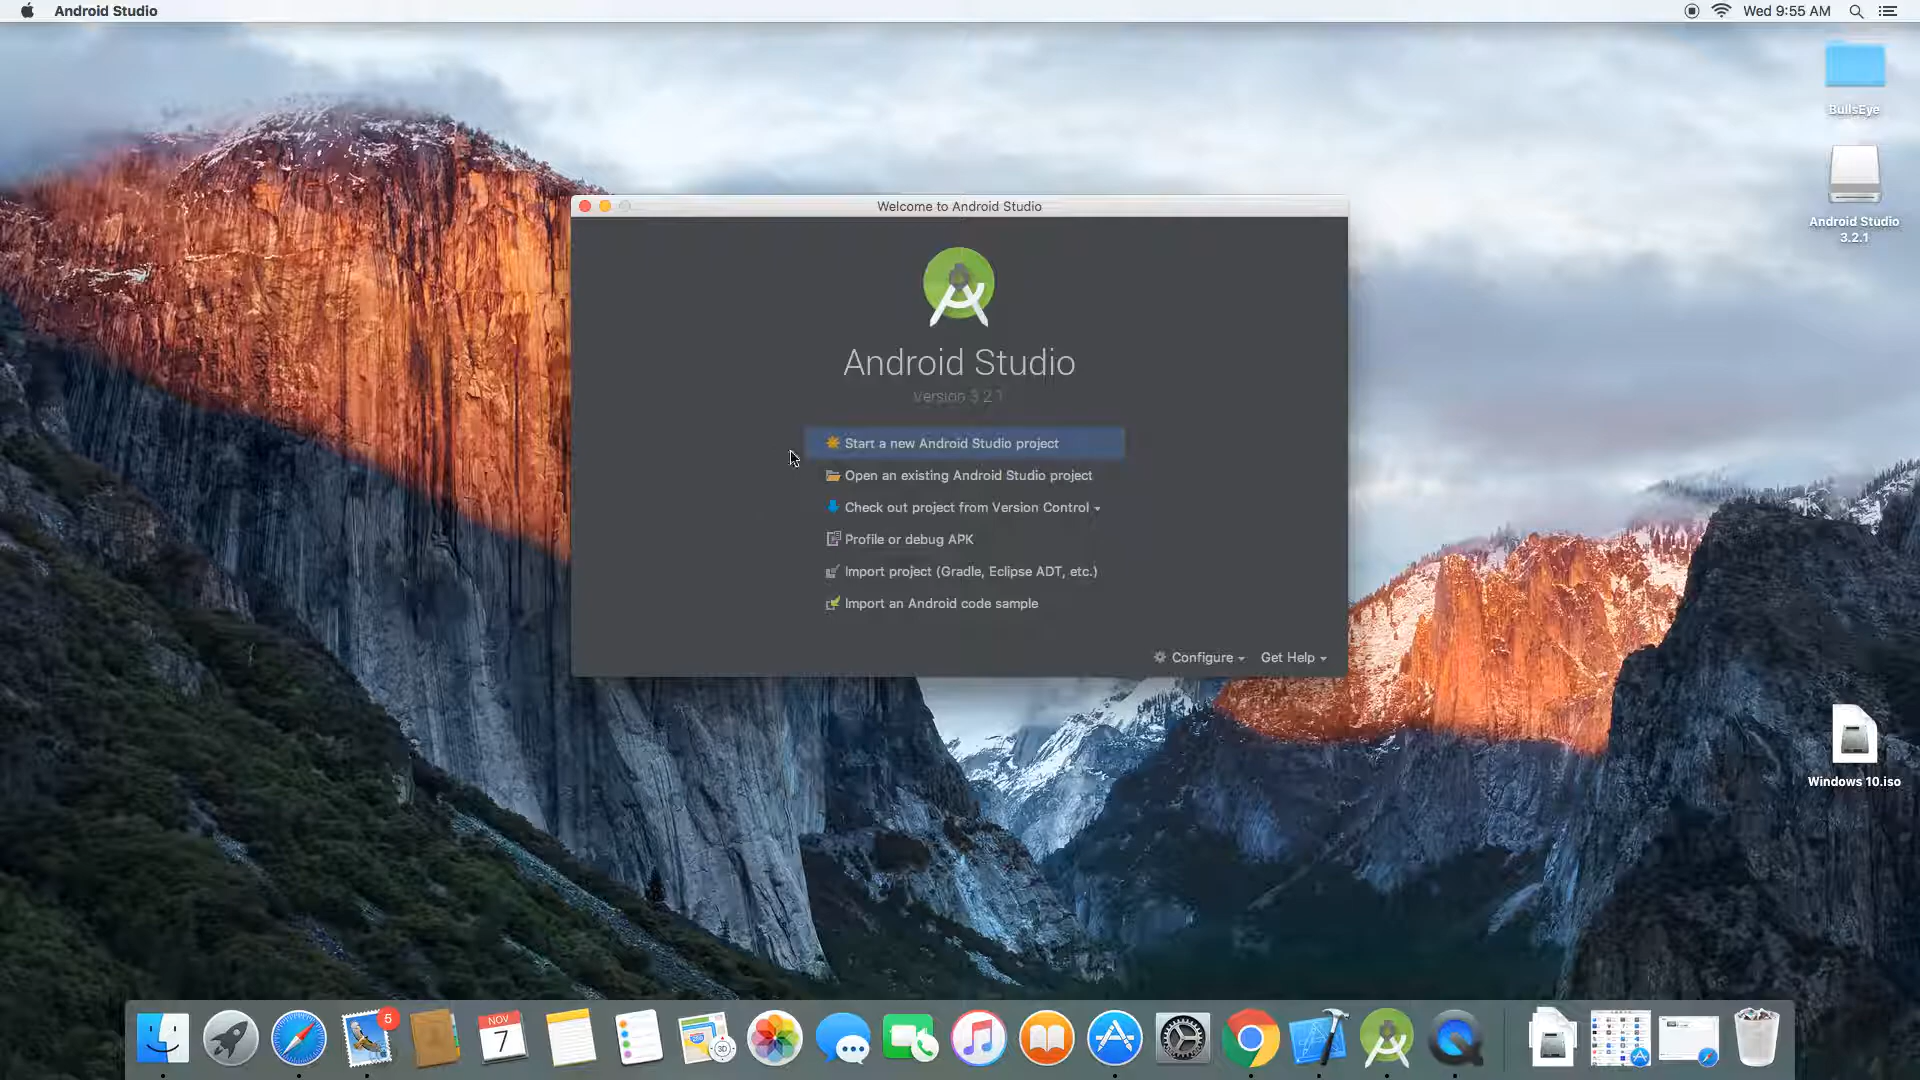 Android Studio
Wed 9:55 AM
BullsEye
Android Studio
3.2.1
Welcome to Android Studio
Android Studio
Version 3.2.1
Start a new Android Studio project
Open an existing Android Studio project
Check out project from Version Control
Profile or debug APK
Import project (Gradle, Eclipse ADT, etc.)
Import an Android code sample
Configure
Get Help
Windows 10.iso
5
NOV
7
3D